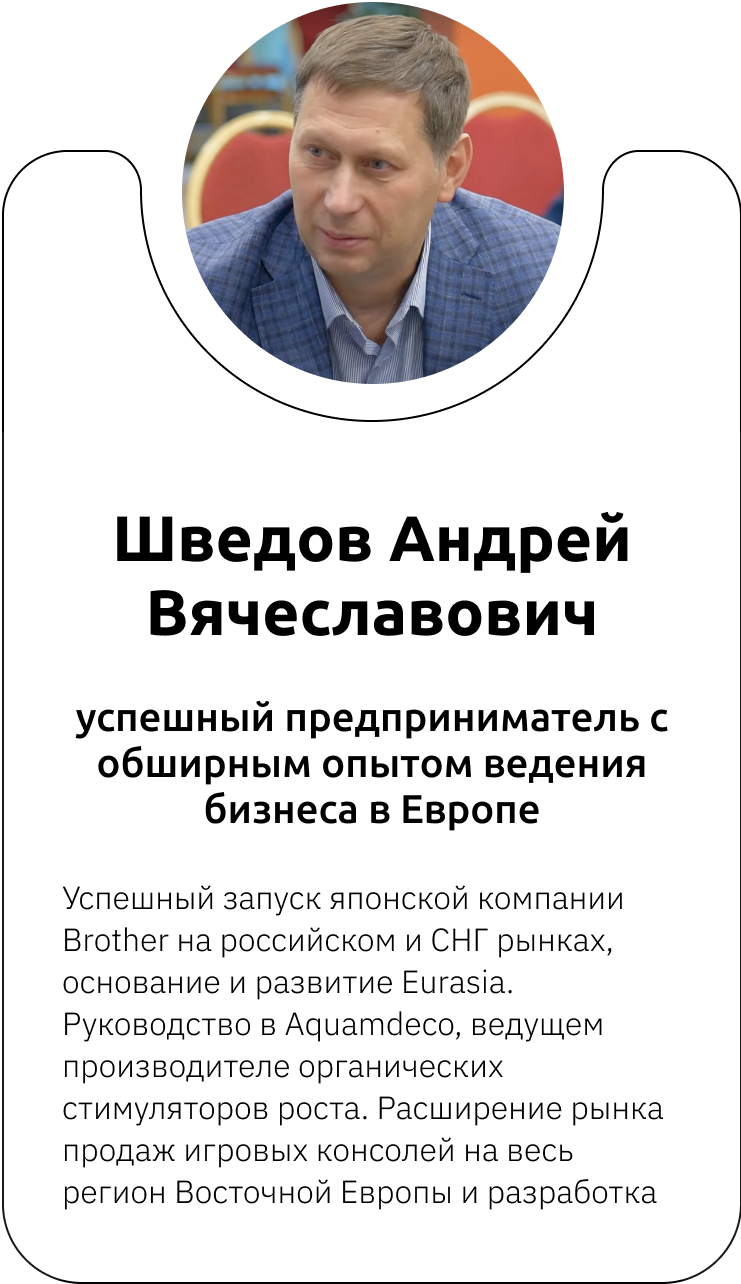 Шведов Андрей
Вячеславович
успешный предприниматель с
обширным опытом ведения
бизнеса в Европе
Успешный запуск японской компании
Brother на российском и СНГ рынках,
основание и развитие Eurasia.
Руководство в Aquamdeco, ведущем
производителе органических
стимуляторов роста. Расширение рынка
продаж игровых консолей на весь
регион Восточной Европы и разработка